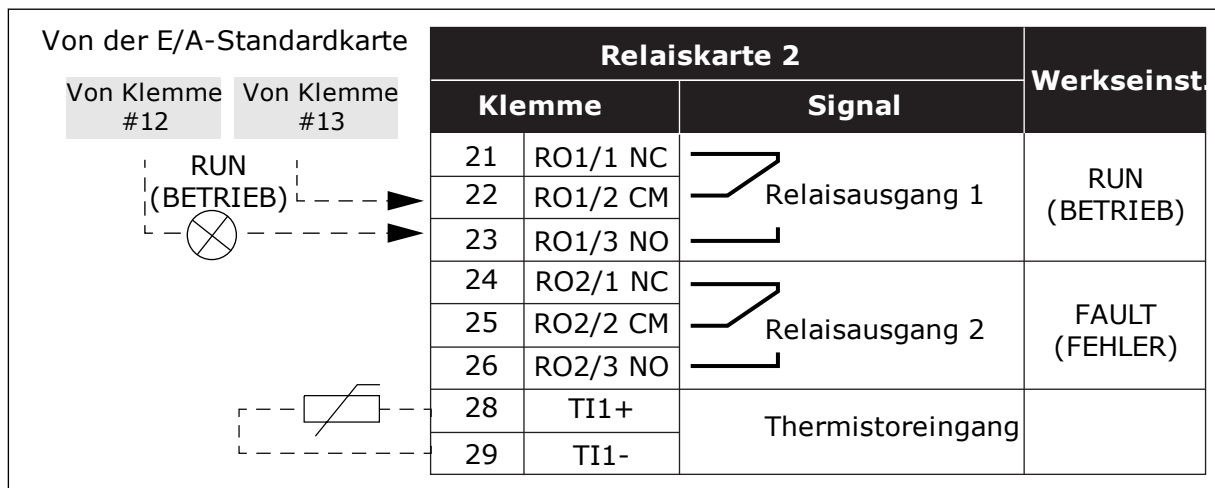 Von der E/A-Standardkarte
Von Klemme #12
Von Klemme #13
RUN
(BETRIEB)
Relaiskarte 2
Werkseinst.
Klemme
Signal
21 RO1/1 NC
22 RO1/2 CM
23 RO1/3 NO
Relaisausgang 1
RUN
(BETRIEB)
24 RO2/1 NC
25 RO2/2 CM
26 RO2/3 NO
Relaisausgang 2
FAULT
(FEHLER)
28 TI1+
29 TI1-
Thermistoreingang